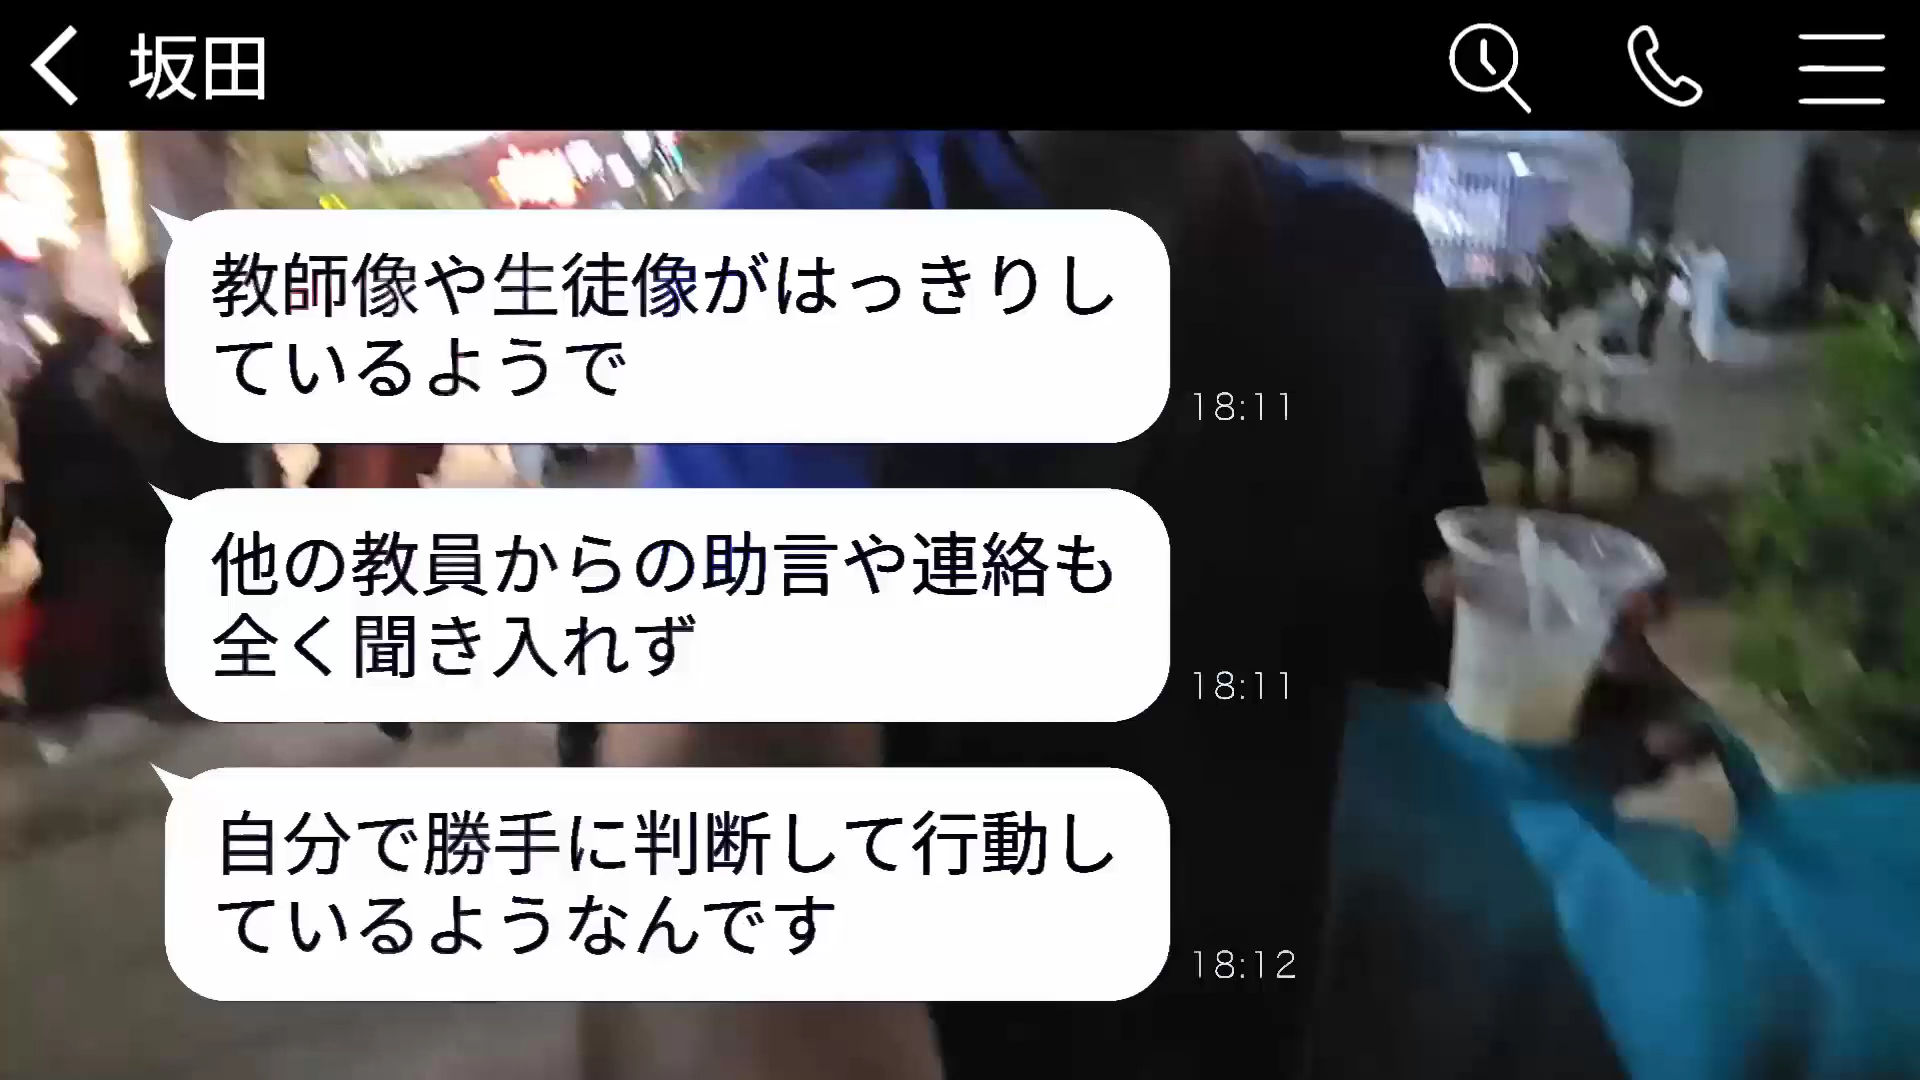 坂田
教師像や生徒像がはっきりし
ているようで
18:11
他の教員からの助言や連絡も
全く聞き入れず
18:11
自分で勝手に判断して行動し
ているようなんです
18:12